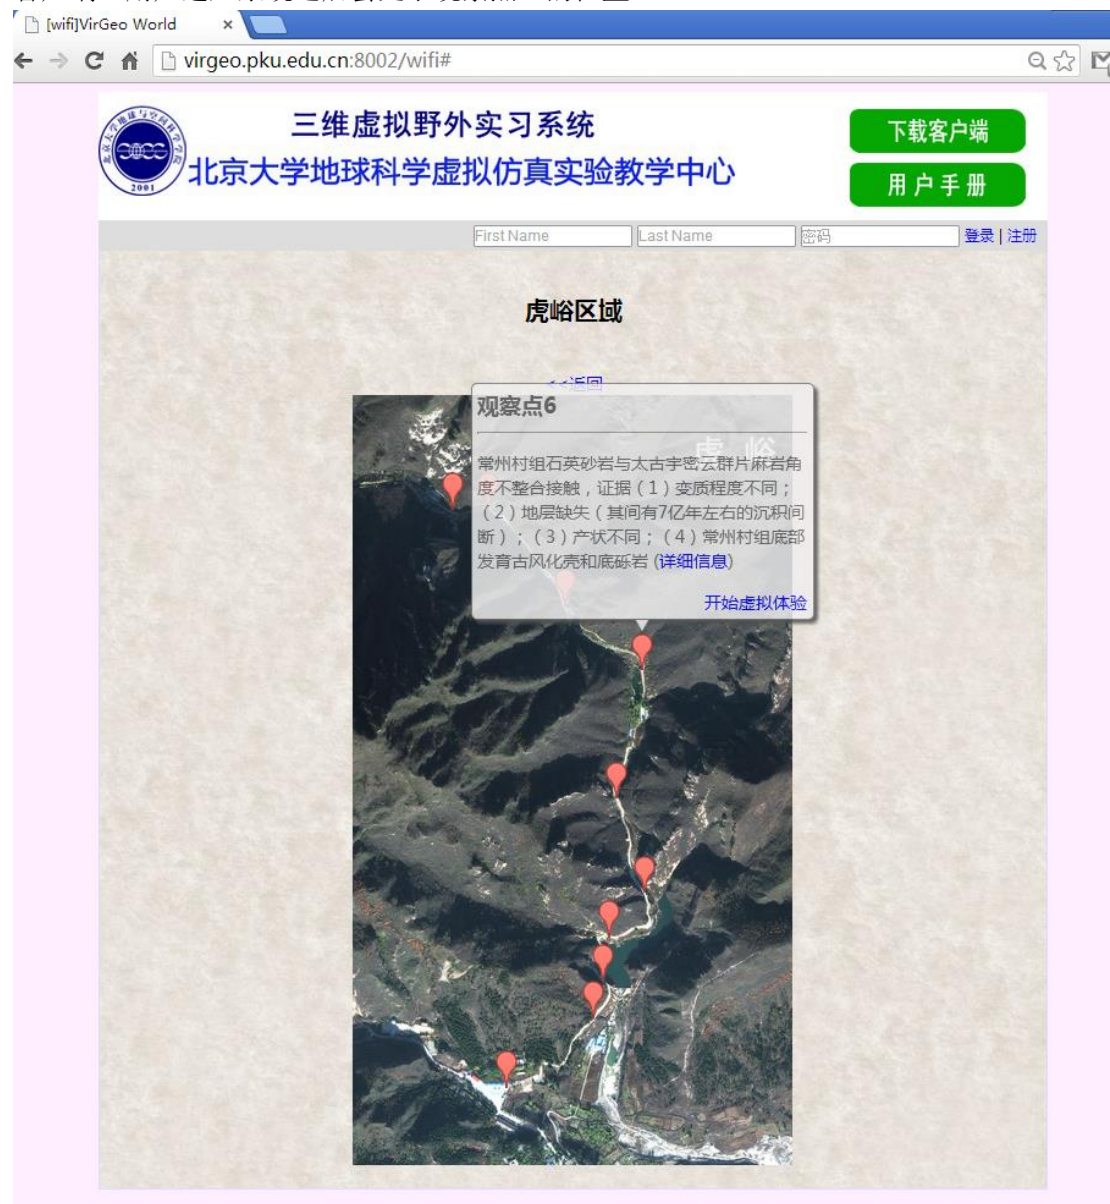 [wifi]VirGeo World
virgeo.pku.edu.cn:8002/wifi#
三维虚拟野外实习系统
北京大学地球科学虚拟仿真实验教学中心
下载客户端
用户手册
2001
First Name
Last Name
密码
登录 | 注册
虎峪区域
<<返回
虎 峪
观察点6
常州村组石英砂岩与太古宇密云群片麻岩角
度不整合接触，证据（1）变质程度不同；
（2）地层缺失（其间有7亿年左右的沉积间
断）；（3）产状不同；（4）常州村组底部
发育古风化壳和底砾岩 (详细信息)
开始虚拟体验